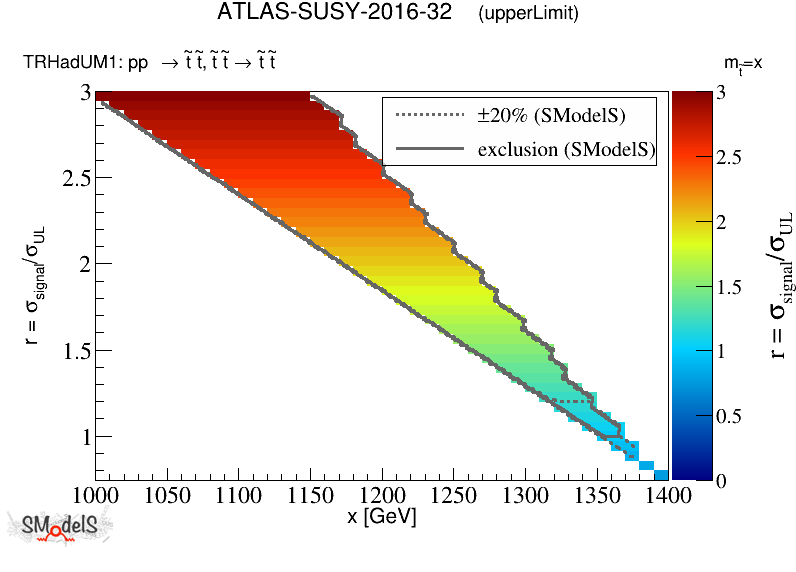 ATLAS-SUSY-2016-32 (upperLimit)
TRHadUM1: pp → t̃ t̃, t̃ t̃ → t̃ t̃
m_t̃=x
±20% (SModelS)
exclusion (SModelS)
r = σ_signal/σ_UL
3
2.5
2
1.5
1
1000 1050 1100 1150 1200 1250 1300 1350 1400
x [GeV]
3
2.5
2
1.5
1
0.5
0
r = σ_signal/σ_UL
SModelS